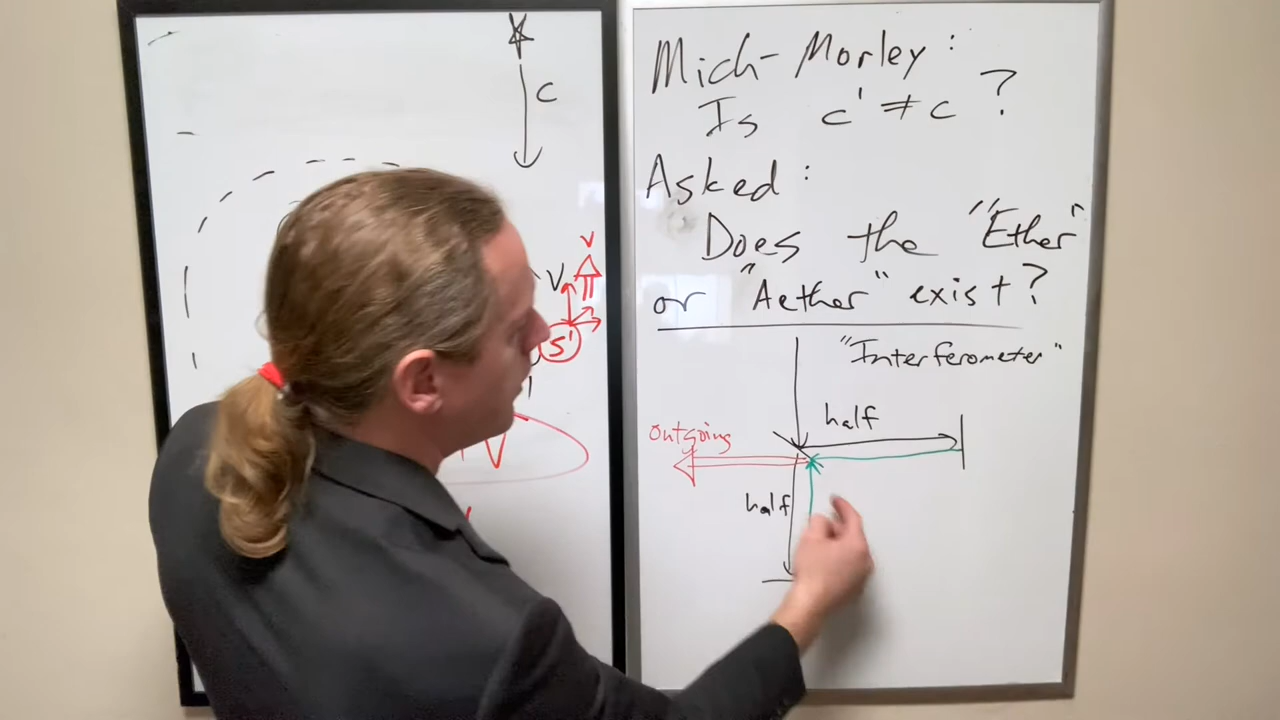 C
V
V
S'
Mich-Morley:
Is c' ≠ c ?
Asked:
Does the "Ether"
or "Aether" exist?
"Interferometer"
half
outgoing
half